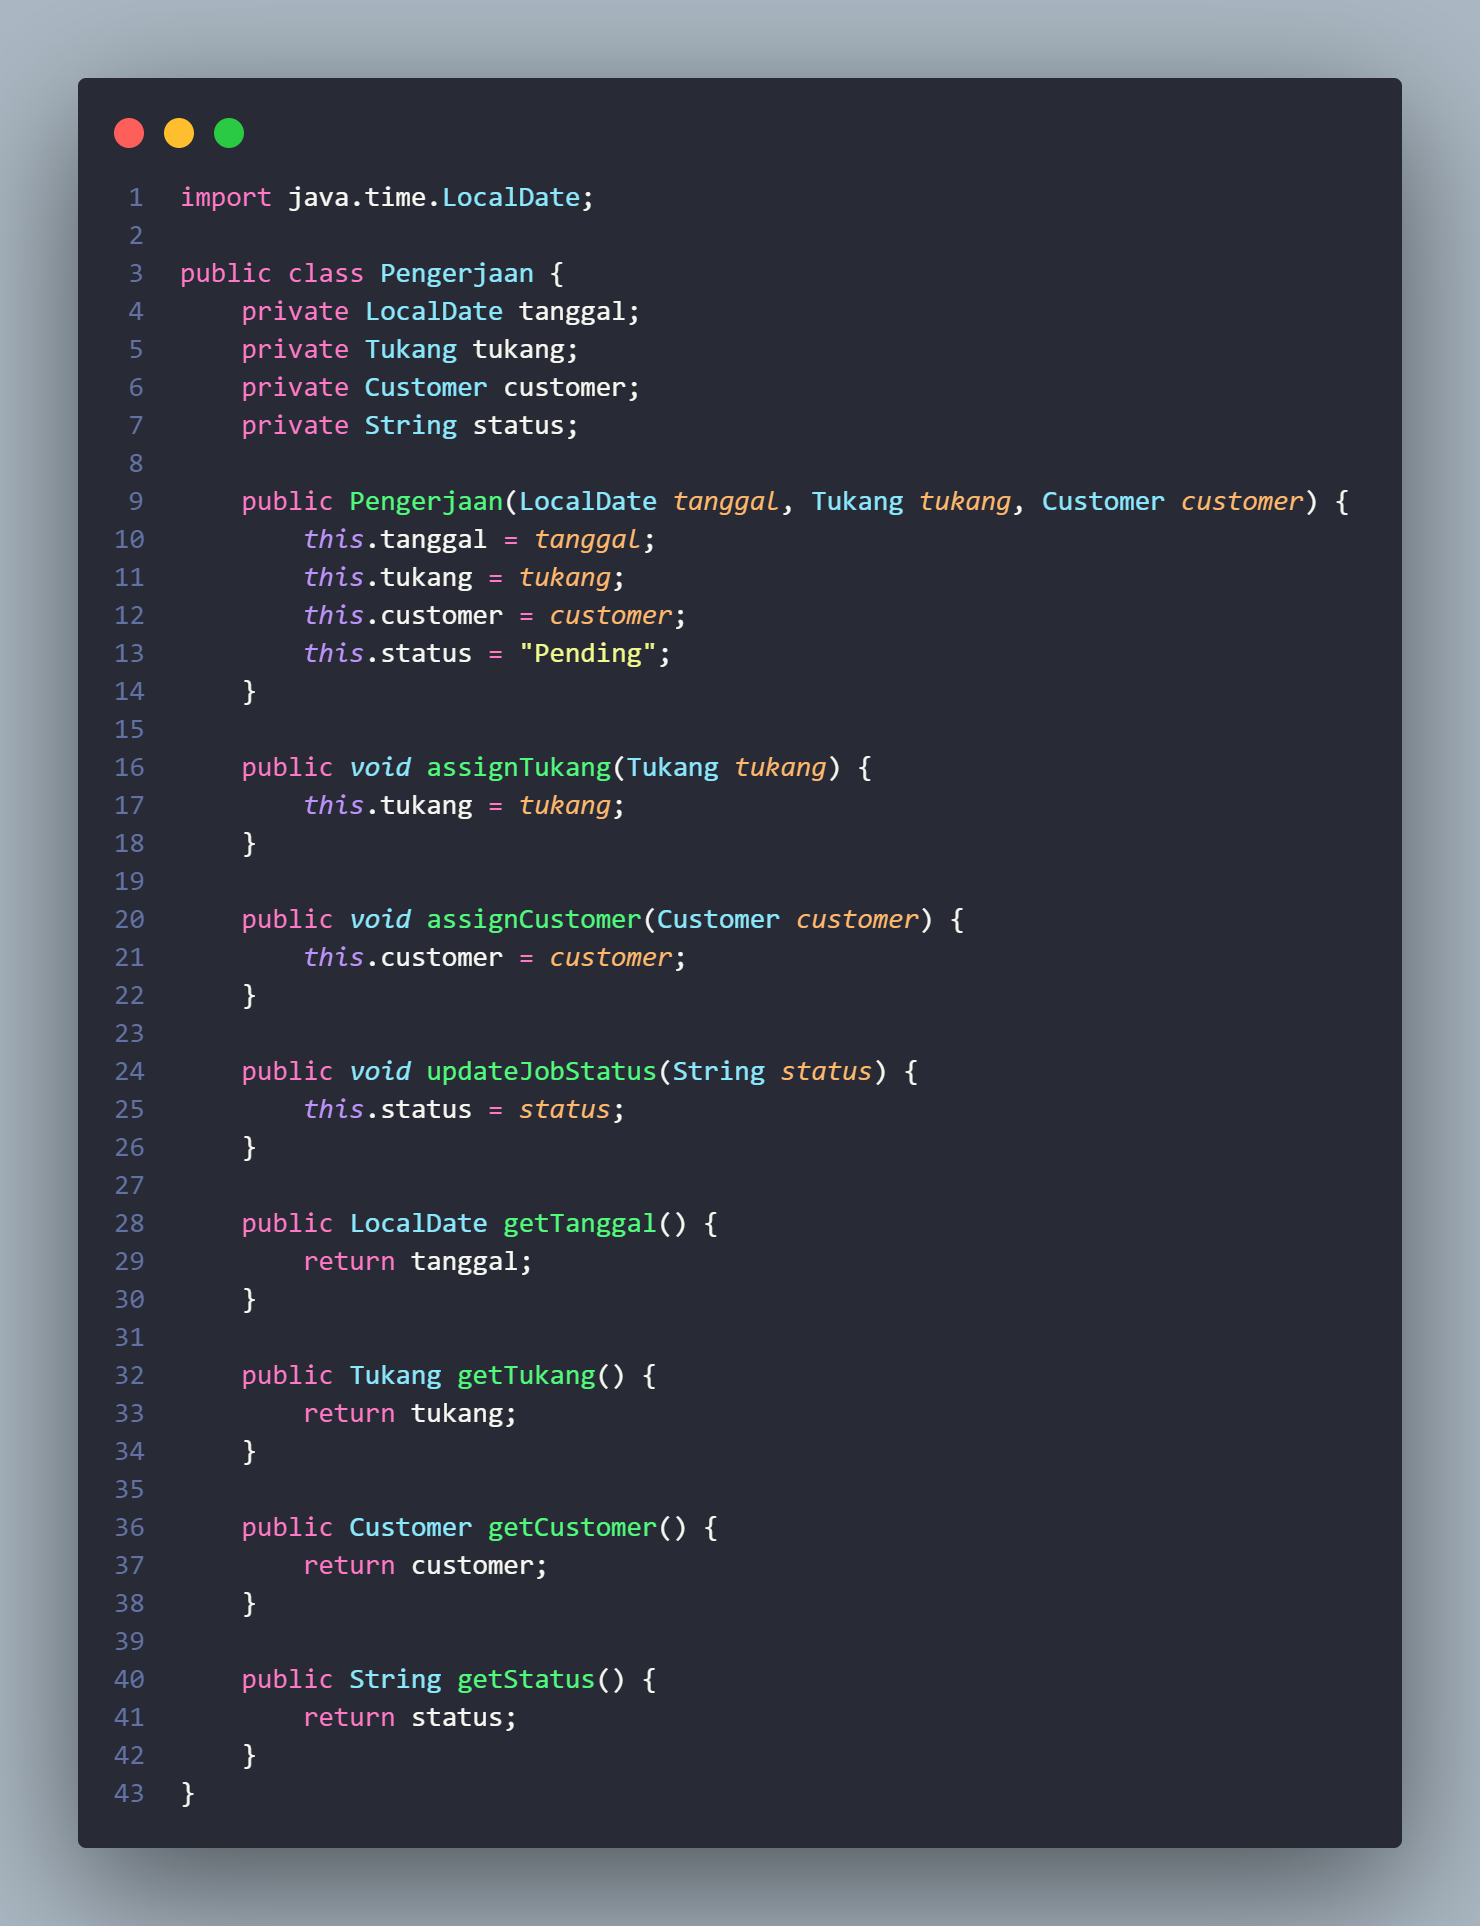 1 import java.time.LocalDate;
2
3 public class Pengerjaan {
4     private LocalDate tanggal;
5     private Tukang tukang;
6     private Customer customer;
7     private String status;
8
9     public Pengerjaan(LocalDate tanggal, Tukang tukang, Customer customer) {
10         this.tanggal = tanggal;
11         this.tukang = tukang;
12         this.customer = customer;
13         this.status = "Pending";
14     }
15
16     public void assignTukang(Tukang tukang) {
17         this.tukang = tukang;
18     }
19
20     public void assignCustomer(Customer customer) {
21         this.customer = customer;
22     }
23
24     public void updateJobStatus(String status) {
25         this.status = status;
26     }
27
28     public LocalDate getTanggal() {
29         return tanggal;
30     }
31
32     public Tukang getTukang() {
33         return tukang;
34     }
35
36     public Customer getCustomer() {
37         return customer;
38     }
39
40     public String getStatus() {
41         return status;
42     }
43 }